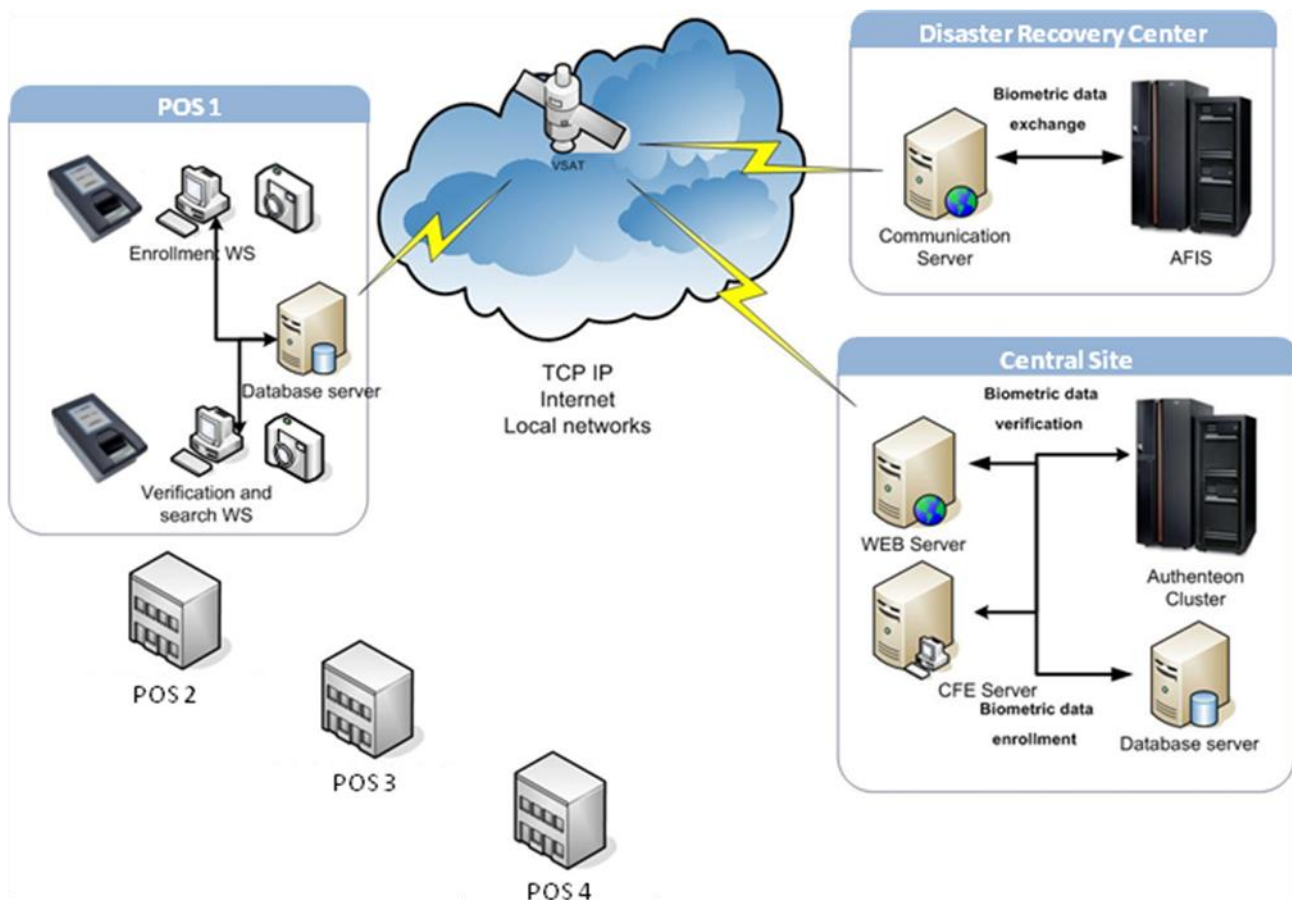 Disaster Recovery Center
POS 1
Biometric data
exchange
VSAT
Enrollment WS
Communication
Server
AFIS
Database server
TCP IP
Internet
Local networks
Central Site
Biometric data
verification
Verification and
search WS
WEB Server
Authenteon
Cluster
CFE Server
Biometric data
enrollment
Database server
POS 2
POS 3
POS 4